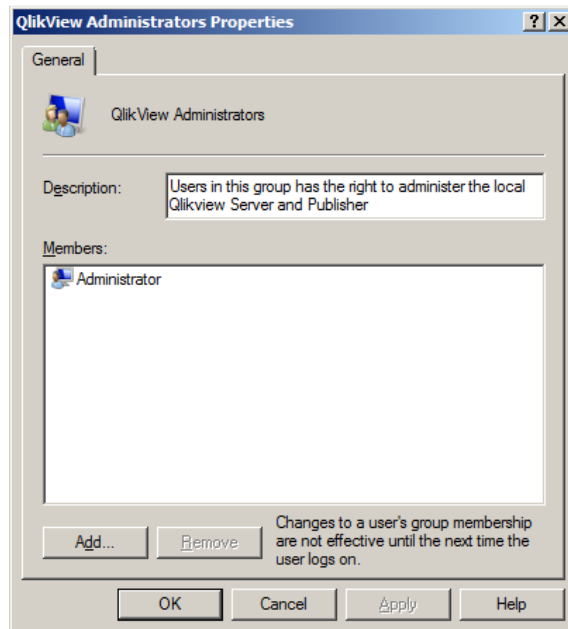 QlikView Administrators Properties
General
QlikView Administrators
Description:
Users in this group has the right to administer the local
Qlikview Server and Publisher
Members:
Administrator
Add...
Remove
Changes to a user's group membership
are not effective until the next time the
user logs on.
OK
Cancel
Apply
Help